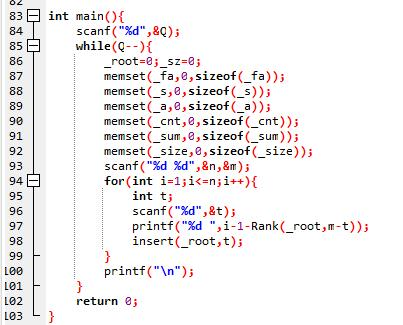 82
83 int main(){
84 scanf("%d",&Q);
85 while(Q--){
86 _root=0;_sz=0;
87 memset(_fa,0,sizeof(_fa));
88 memset(_s,0,sizeof(_s));
89 memset(_a,0,sizeof(_a));
90 memset(_cnt,0,sizeof(_cnt));
91 memset(_sum,0,sizeof(_sum));
92 memset(_size,0,sizeof(_size));
93 scanf("%d %d",&n,&m);
94 for(int i=1;i<=n;i++){
95 int t;
96 scanf("%d",&t);
97 printf("%d ",i-1-Rank(_root,m-t));
98 insert(_root,t);
99 }
100 printf("\n");
101 }
102 return 0;
103 }